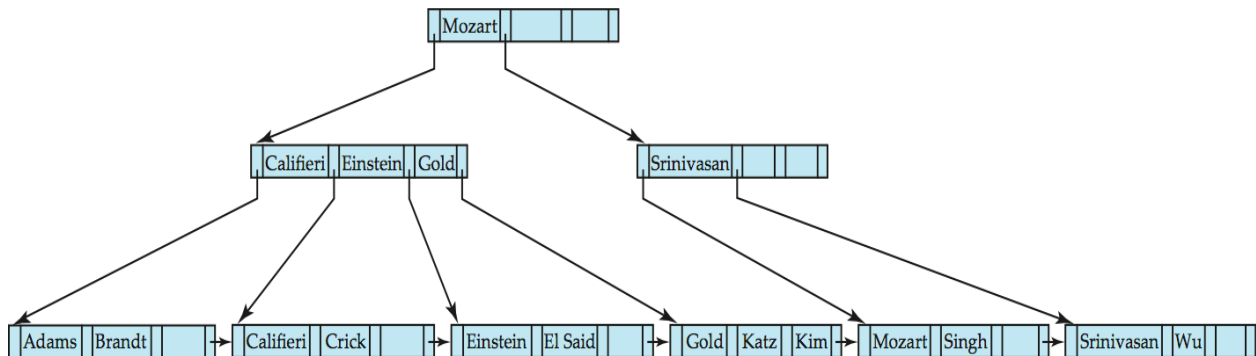 Mozart
Califieri Einstein Gold Srinivasan
Adams Brandt Califieri Crick Einstein El Said Gold Katz Kim Mozart Singh Srinivasan Wu